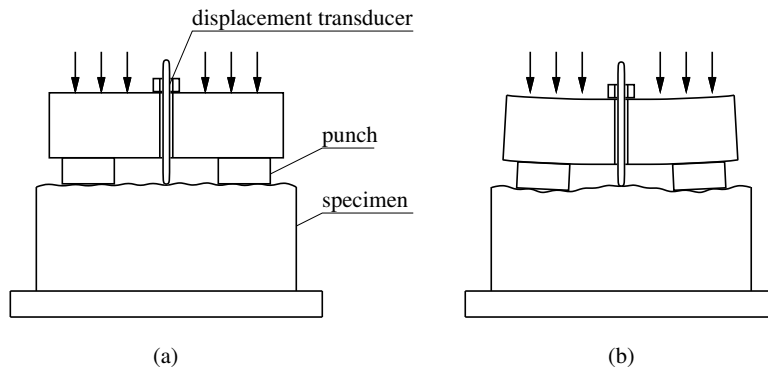 displacement transducer
punch
specimen
(a)
(b)